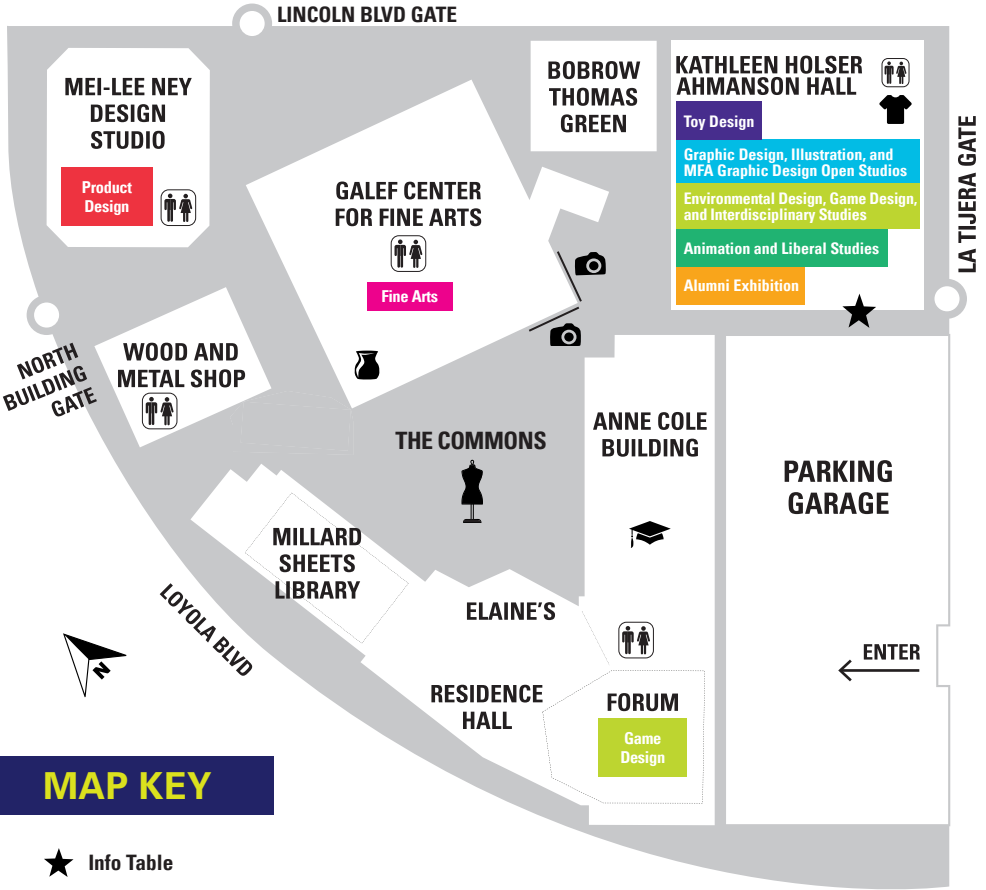 LINCOLN BLVD GATE
MEI-LEE NEY
DESIGN
STUDIO
Product
Design
BOBROW
THOMAS
GREEN
KATHLEEN HOLSER
AHMANSON HALL
Toy Design
Graphic Design, Illustration, and
MFA Graphic Design Open Studios
Environmental Design, Game Design,
and Interdisciplinary Studies
Animation and Liberal Studies
Alumni Exhibition
LA TIJERA GATE
GALEF CENTER
FOR FINE ARTS
Fine Arts
NORTH
BUILDING
GATE
WOOD AND
METAL SHOP
THE COMMONS
ANNE COLE
BUILDING
PARKING
GARAGE
MILLARD
SHEETS
LIBRARY
ELAINE'S
LOYOLA BLVD
N
ENTER
RESIDENCE
HALL
FORUM
Game
Design
MAP KEY
Info Table